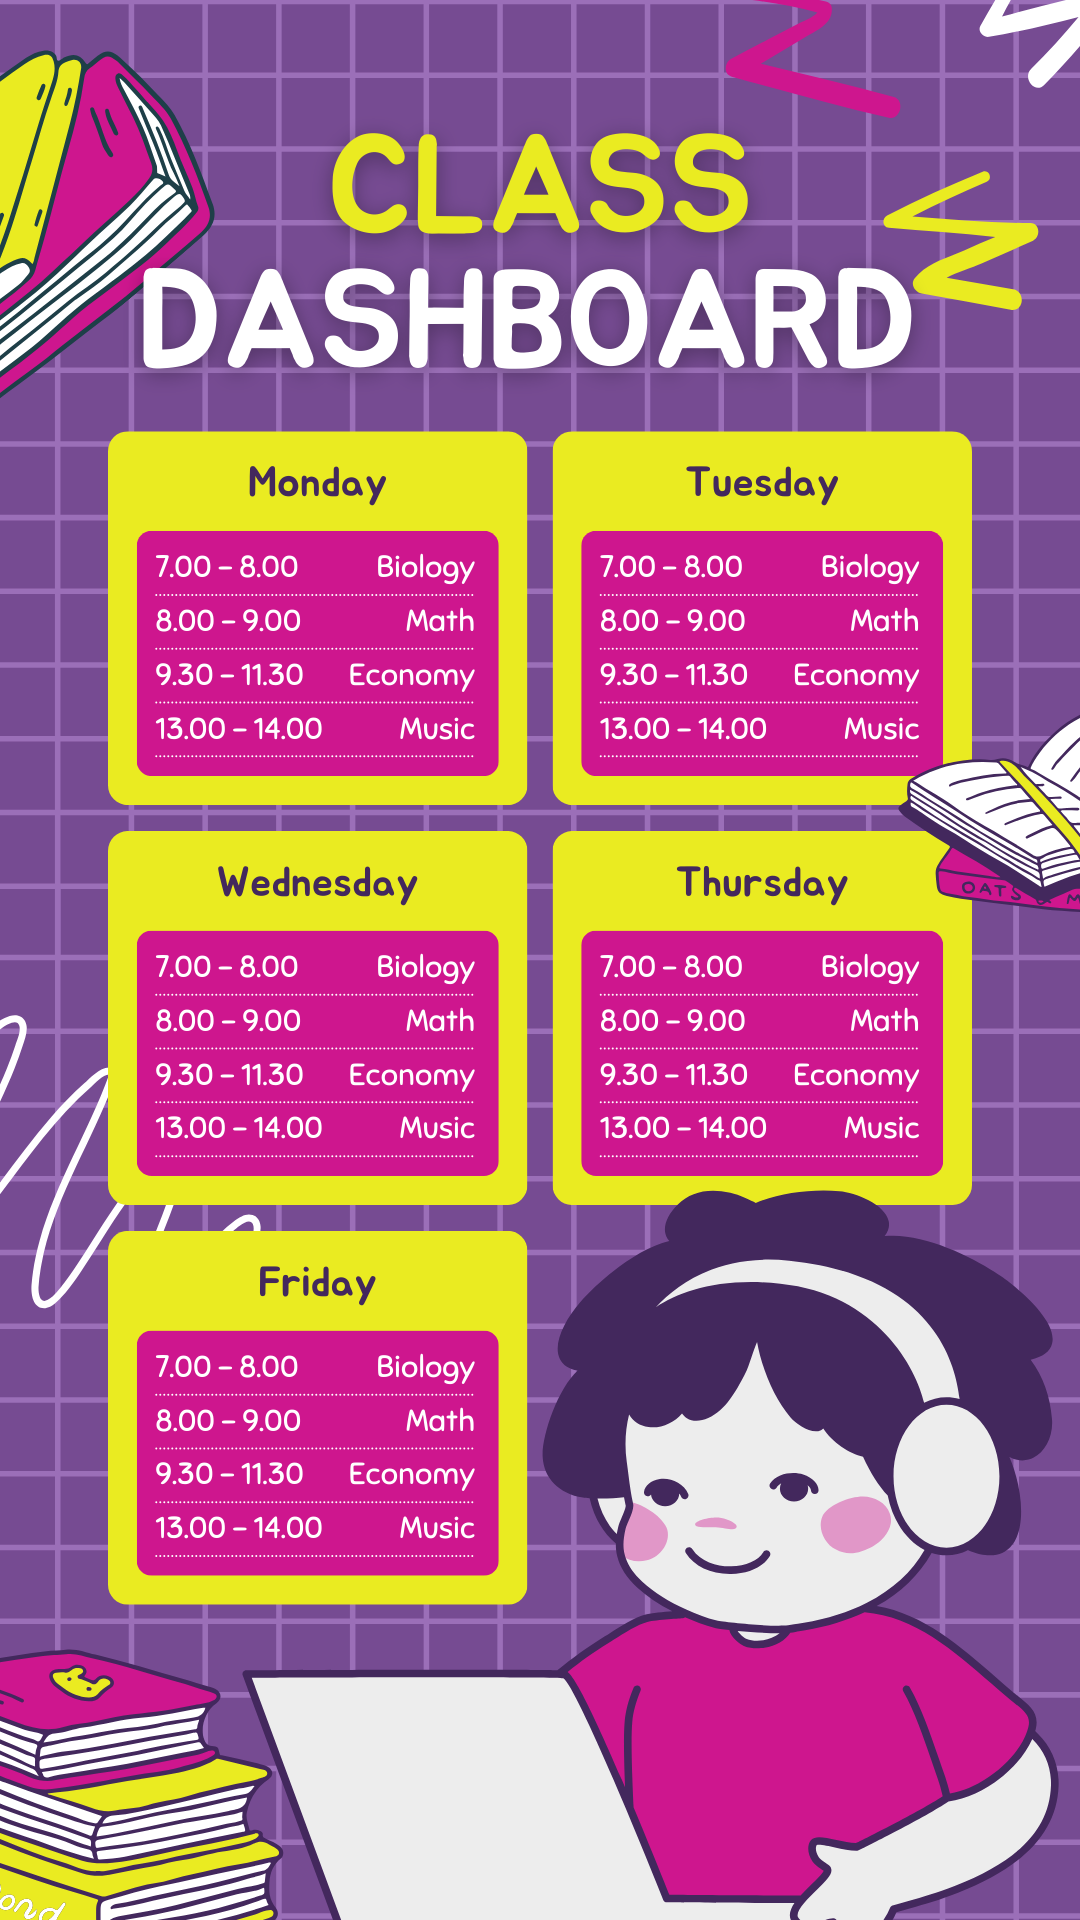 CLASS
DASHBOARD
Monday
7.00 – 8.00 Biology
8.00 – 9.00 Math
9.30 – 11.30 Economy
13.00 – 14.00 Music
Tuesday
7.00 – 8.00 Biology
8.00 – 9.00 Math
9.30 – 11.30 Economy
13.00 – 14.00 Music
Wednesday
7.00 – 8.00 Biology
8.00 – 9.00 Math
9.30 – 11.30 Economy
13.00 – 14.00 Music
Thursday
7.00 – 8.00 Biology
8.00 – 9.00 Math
9.30 – 11.30 Economy
13.00 – 14.00 Music
OATS &
Friday
7.00 – 8.00 Biology
8.00 – 9.00 Math
9.30 – 11.30 Economy
13.00 – 14.00 Music